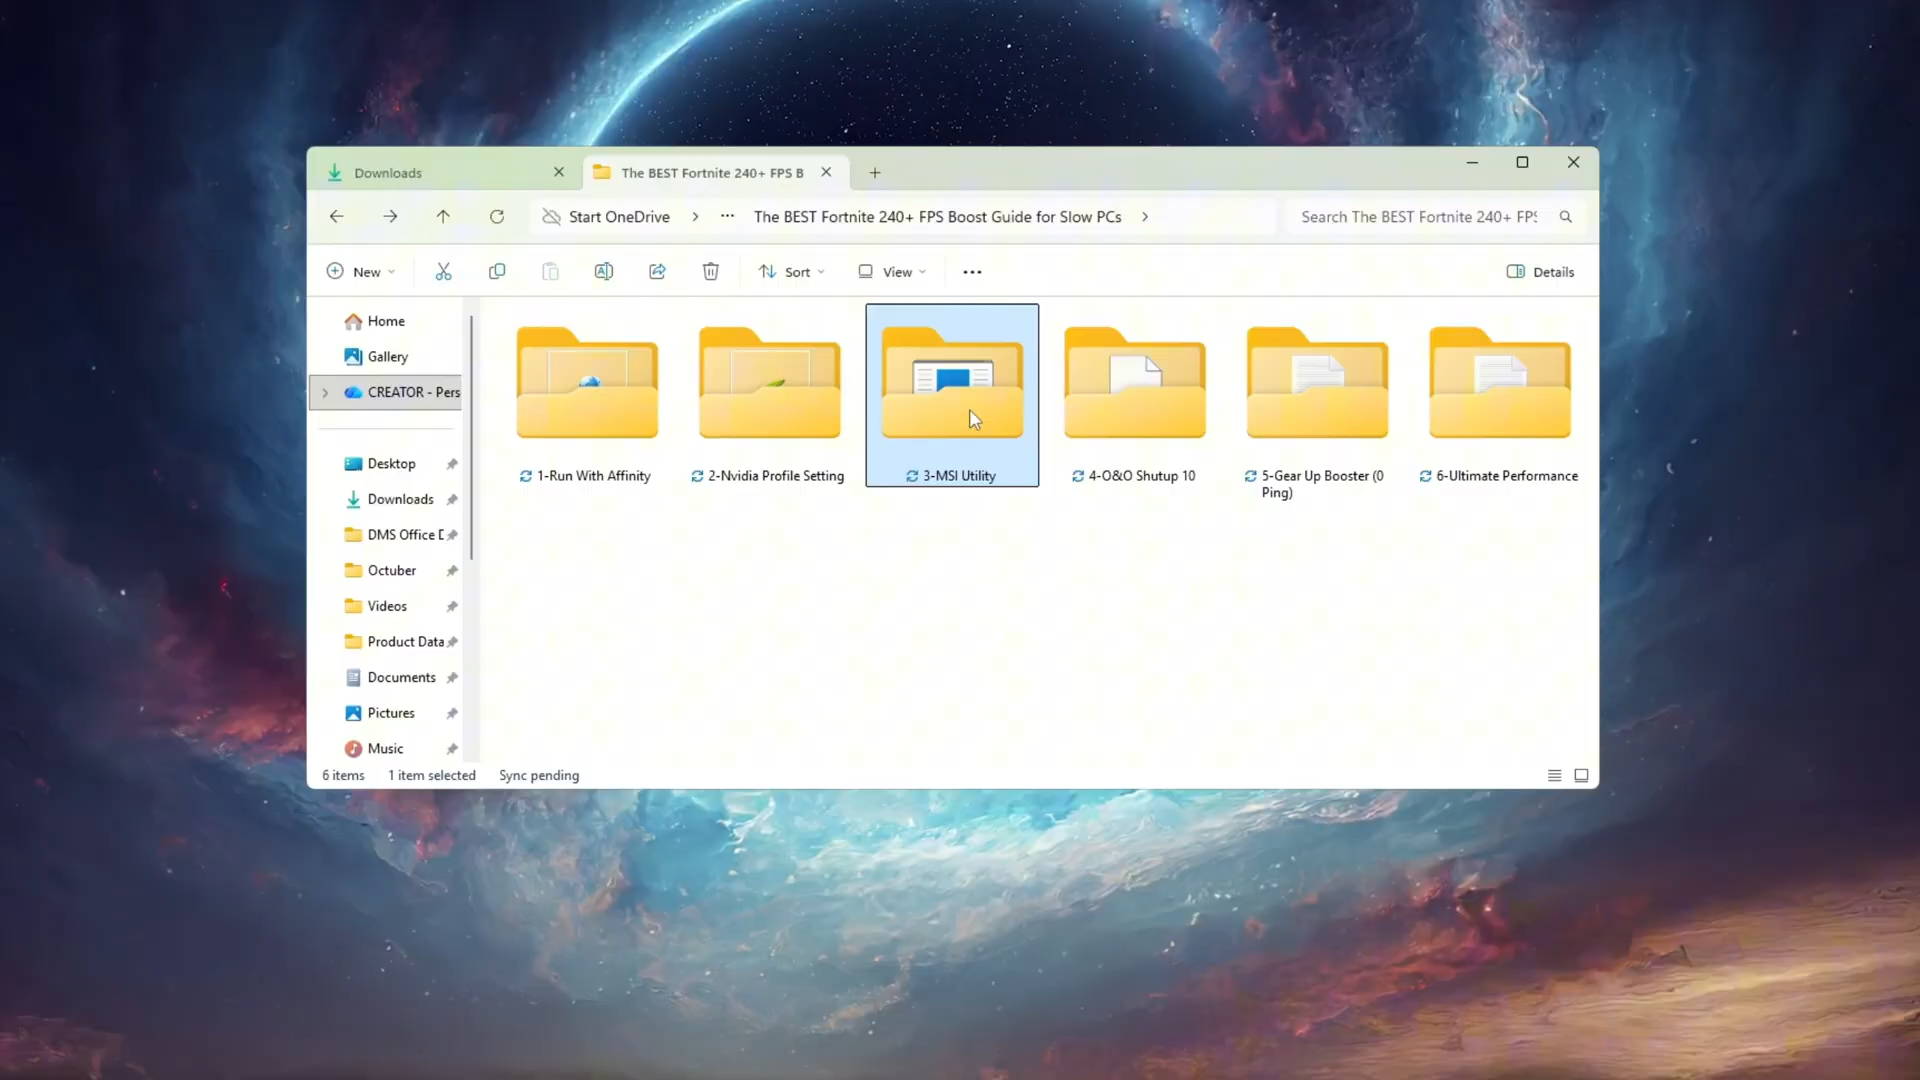 Downloads
The BEST Fortnite 240+ FPS B
Start OneDrive
The BEST Fortnite 240+ FPS Boost Guide for Slow PCs
Search The BEST Fortnite 240+ FPS
New
Sort
View
Details
Home
Gallery
CREATOR - Pers
Desktop
Downloads
DMS Office D
Octuber
Videos
Product Data
Documents
Pictures
Music
1-Run With Affinity
2-Nvidia Profile Setting
3-MSI Utility
4-O&O Shutup 10
5-Gear Up Booster (0
Ping)
6-Ultimate Performance
6 items
1 item selected
Sync pending